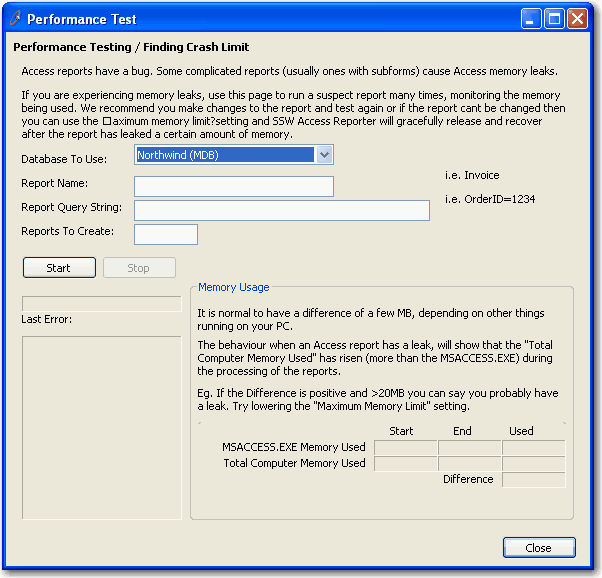 Performance Test
Performance Testing / Finding Crash Limit
Access reports have a bug. Some complicated reports (usually ones with subforms) cause Access memory leaks.
If you are experiencing memory leaks, use this page to run a suspect report many times, monitoring the memory
being used. We recommend you make changes to the report and test again or if the report cant be changed then
you can use the □aximum memory limit?setting and SSW Access Reporter will gracefully release and recover
after the report has leaked a certain amount of memory.
Database To Use: Northwind (MDB)
Report Name: i.e. Invoice
Report Query String: i.e. OrderID=1234
Reports To Create:
Start Stop
Last Error:
Memory Usage
It is normal to have a difference of a few MB, depending on other things
running on your PC.
The behaviour when an Access report has a leak, will show that the "Total
Computer Memory Used" has risen (more than the MSACCESS.EXE) during
the processing of the reports.
Eg. If the Difference is positive and >20MB you can say you probably have
a leak. Try lowering the "Maximum Memory Limit" setting.
Start End Used
MSACCESS.EXE Memory Used
Total Computer Memory Used
Difference
Close